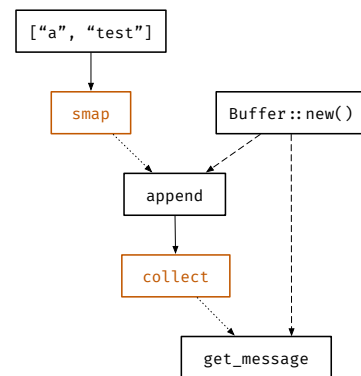 [“a”, “test”]
smap
Buffer::new()
append
collect
get_message